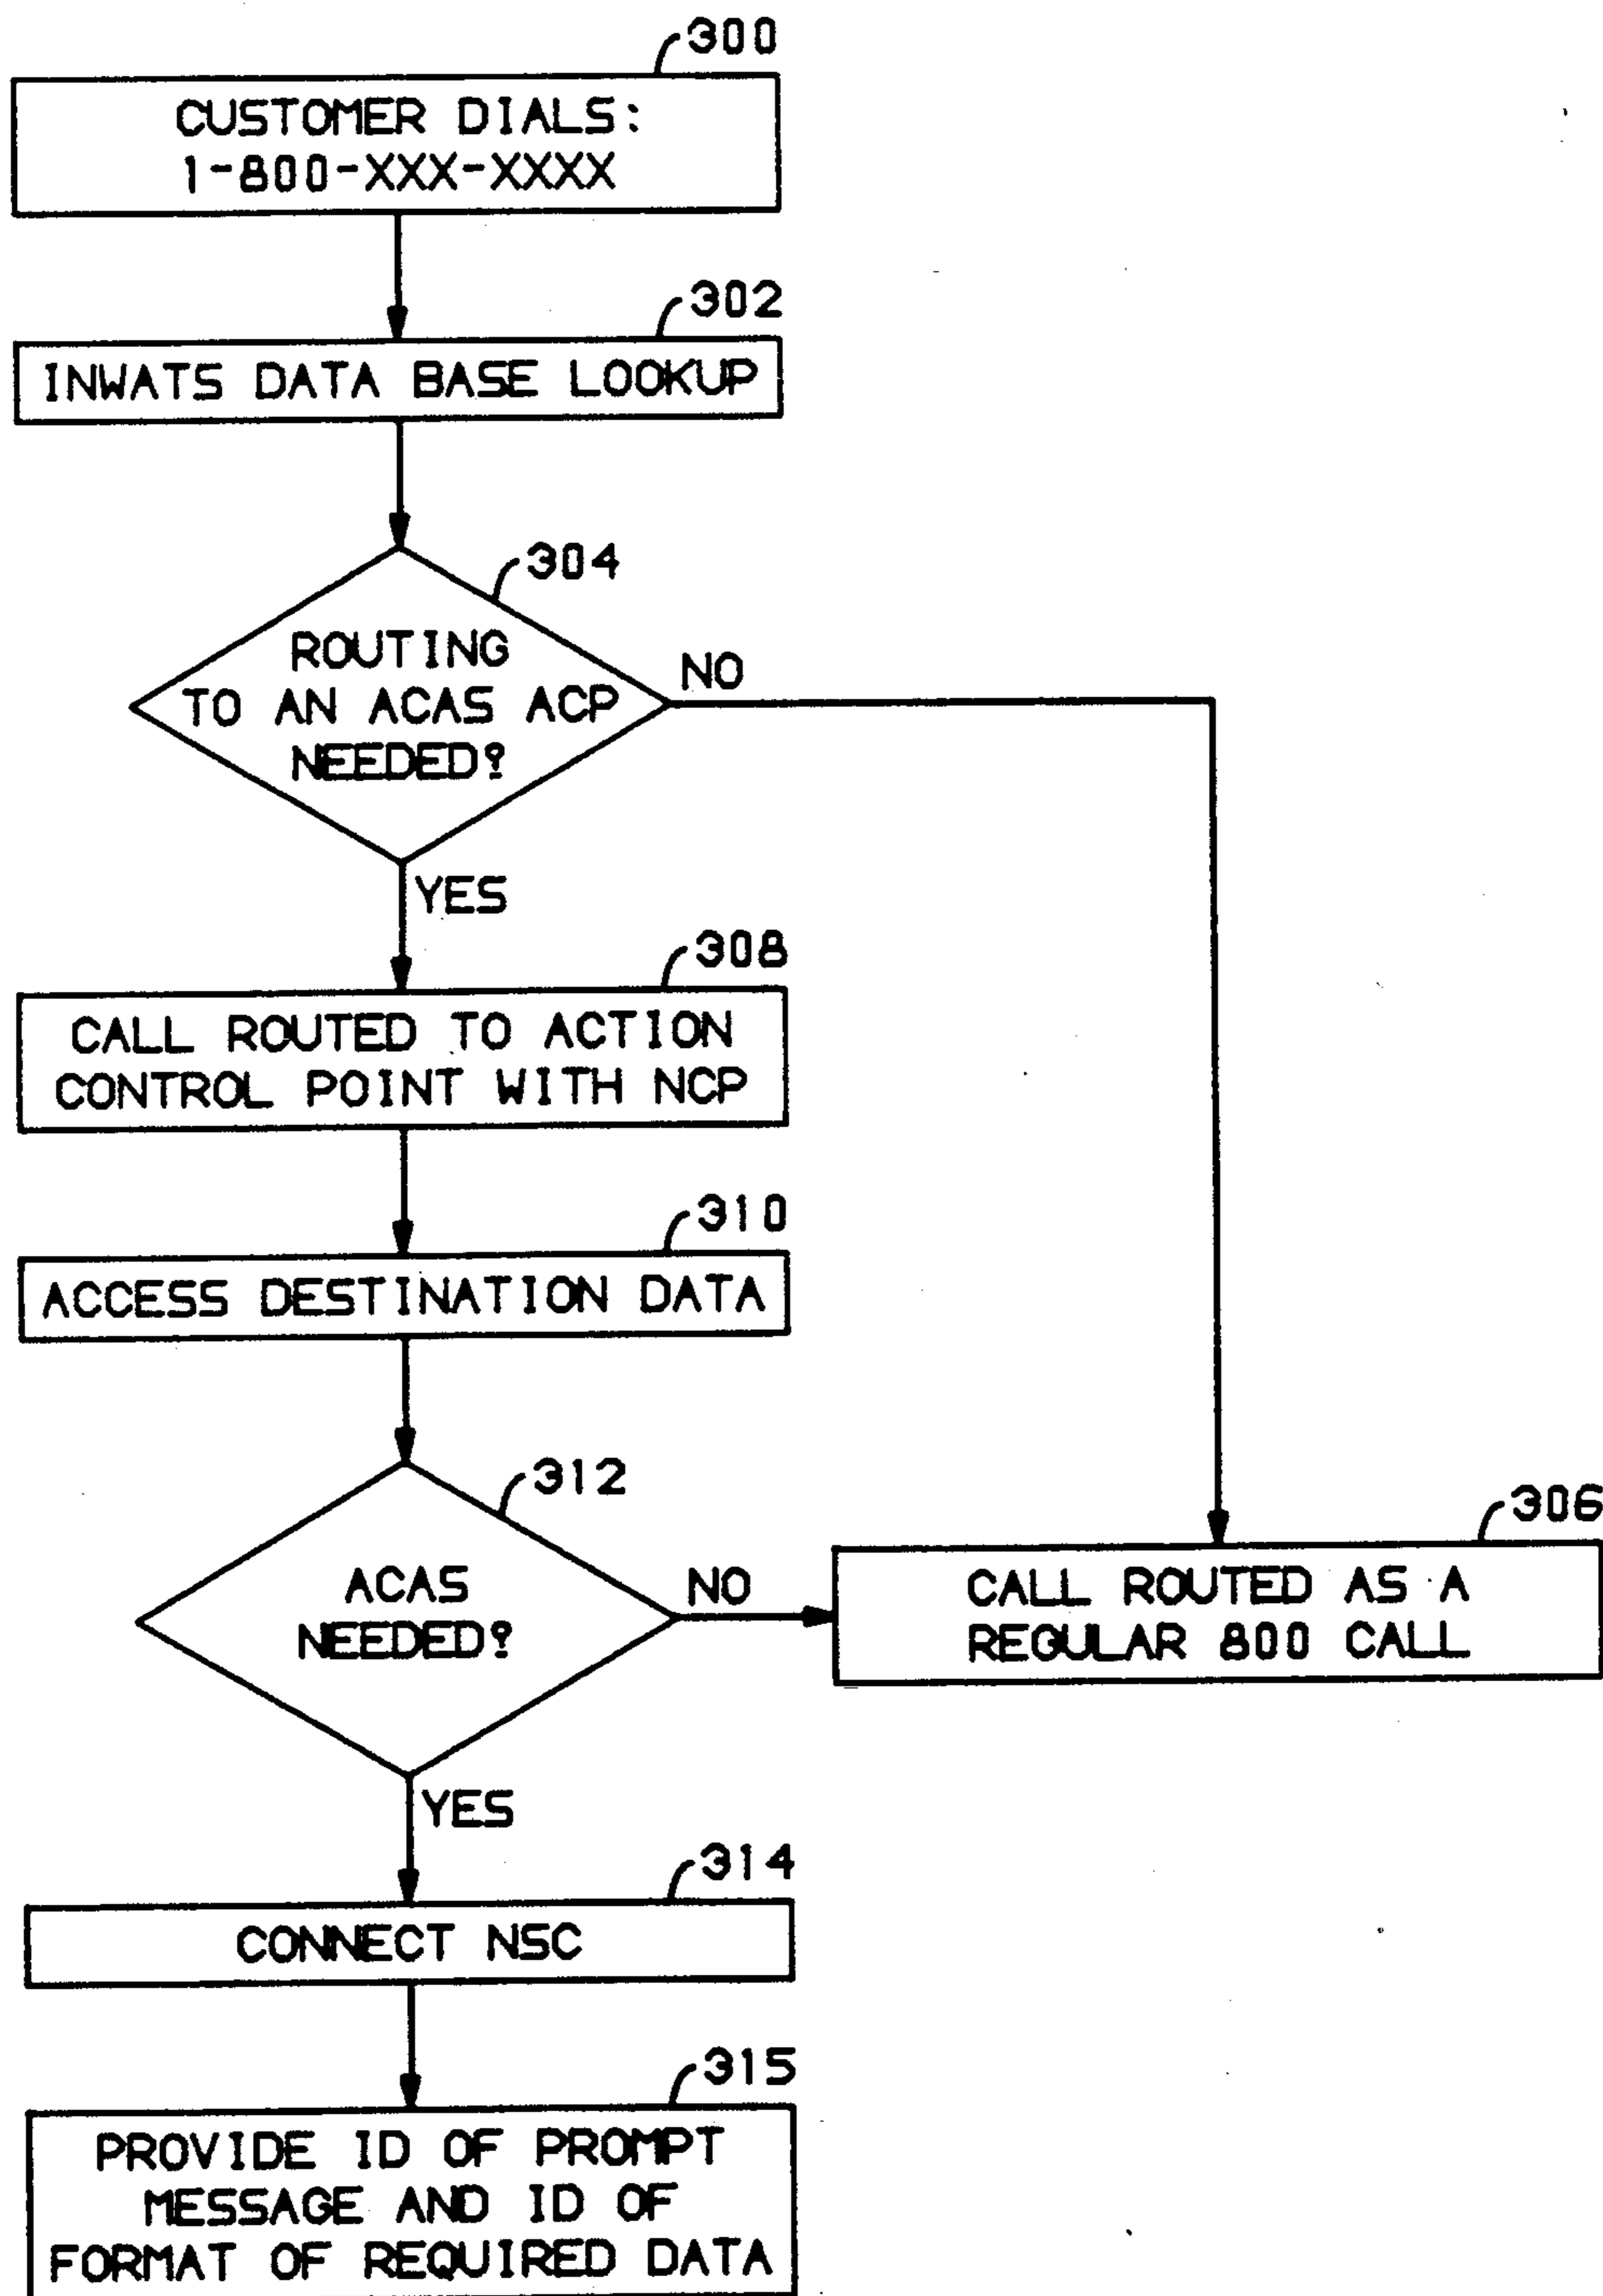 300
CUSTOMER DIALS:
1-800-XXX-XXXX
302
INWATS DATA BASE LOOKUP
304
ROUTING
TO AN ACAS ACP
NEEDED?
NO
YES
308
CALL ROUTED TO ACTION
CONTROL POINT WITH NCP
310
ACCESS DESTINATION DATA
312
ACAS
NEEDED?
NO
306
CALL ROUTED AS A
REGULAR 800 CALL
YES
314
CONNECT NSC
315
PROVIDE ID OF PROMPT
MESSAGE AND ID OF
FORMAT OF REQUIRED DATA